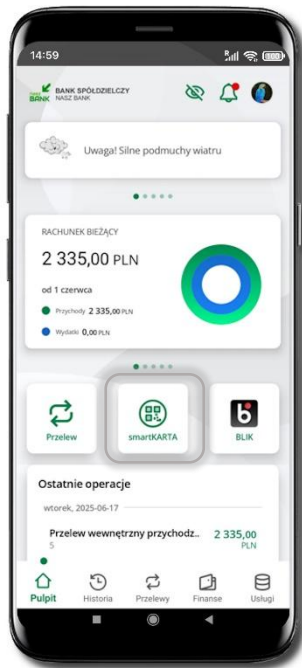 14:59
R
NASZ BANK
BANK SPÓŁDZIELCZY
NASZ BANK
Uwaga! Silne podmuchy wiatru
RACHUNEK BIEŻĄCY
2 335,00 PLN
od 1 czerwca
Przychody 2 335,00 PLN
Wydatki 0,00 PLN
Przelew
smartKARTA
BLIK
Ostatnie operacje
wtorek, 2025-06-17
Przelew wewnętrzny przychodz.. 2 335,00
S PLN
Pulpit Historia Przelewy Finanse Usługi